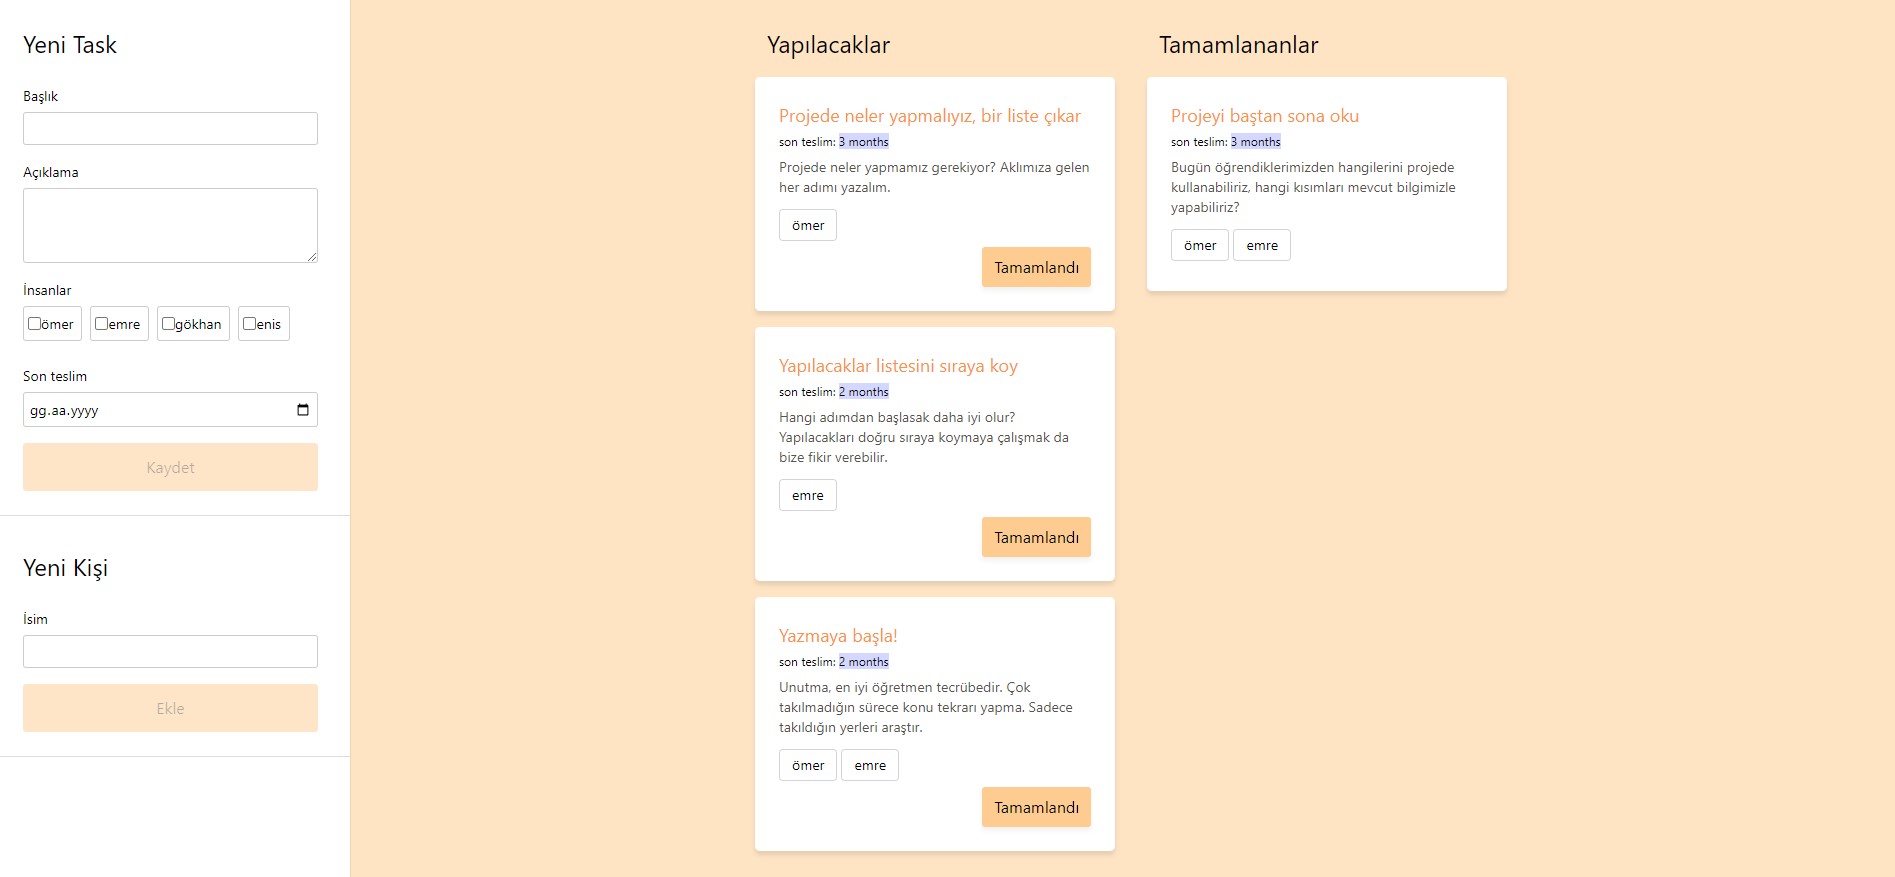 Yeni Task
Başlık
Açıklama
İnsanlar
ömer emre gökhan enis
Son teslim
gg.aa.yyyy
Kaydet
Yeni Kişi
İsim
Ekle
Yapılacaklar
Projede neler yapmalıyız, bir liste çıkar
son teslim: 3 months
Projede neler yapmamız gerekiyor? Aklımıza gelen
her adımı yazalım.
ömer
Tamamlandı
Yapılacaklar listesini sıraya koy
son teslim: 2 months
Hangi adımdan başlasak daha iyi olur?
Yapılacakları doğru sıraya koymaya çalışmak da
bize fikir verebilir.
emre
Tamamlandı
Yazmaya başla!
son teslim: 2 months
Unutma, en iyi öğretmen tecrübedir. Çok
takılmadığın sürece konu tekrarı yapma. Sadece
takıldığın yerleri araştır.
ömer emre
Tamamlandı
Tamamlananlar
Projeyi baştan sona oku
son teslim: 3 months
Bugün öğrendiklerimizden hangilerini projede
kullanabiliriz, hangi kısımları mevcut bilgimizle
yapabiliriz?
ömer emre